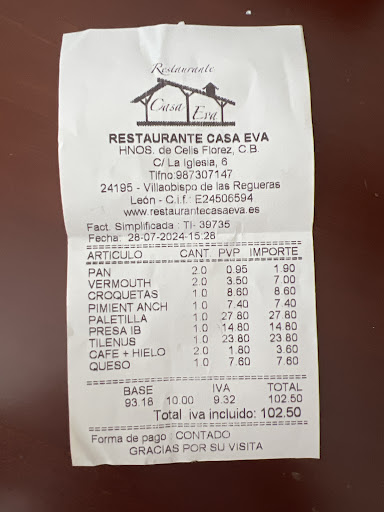 Restaurante
Casa Eva
RESTAURANTE CASA EVA
HNOS. de Celis Florez, C.B.
C/ La Iglesia, 6
Tlfno:987307147
24195 - Villaobispo de las Regueras
León - C.i.f.: E24506594
www.restaurantecasaeva.es
Fact. Simplificada : TI- 39735
Fecha: 28-07-2024-15:28
ARTICULO CANT. PVP IMPORTE
PAN 2.0 0.95 1.90
VERMOUTH 2.0 3.50 7.00
CROQUETAS 1.0 8.60 8.60
PIMIENT ANCH 1.0 7.40 7.40
PALETILLA 1.0 27.80 27.80
PRESA IB 1.0 14.80 14.80
TILENUS 1.0 23.80 23.80
CAFE + HIELO 2.0 1.80 3.60
QUESO 1.0 7.60 7.60
BASE IVA TOTAL
93.18 10.00 9.32 102.50
Total iva incluido: 102.50
Forma de pago : CONTADO
GRACIAS POR SU VISITA